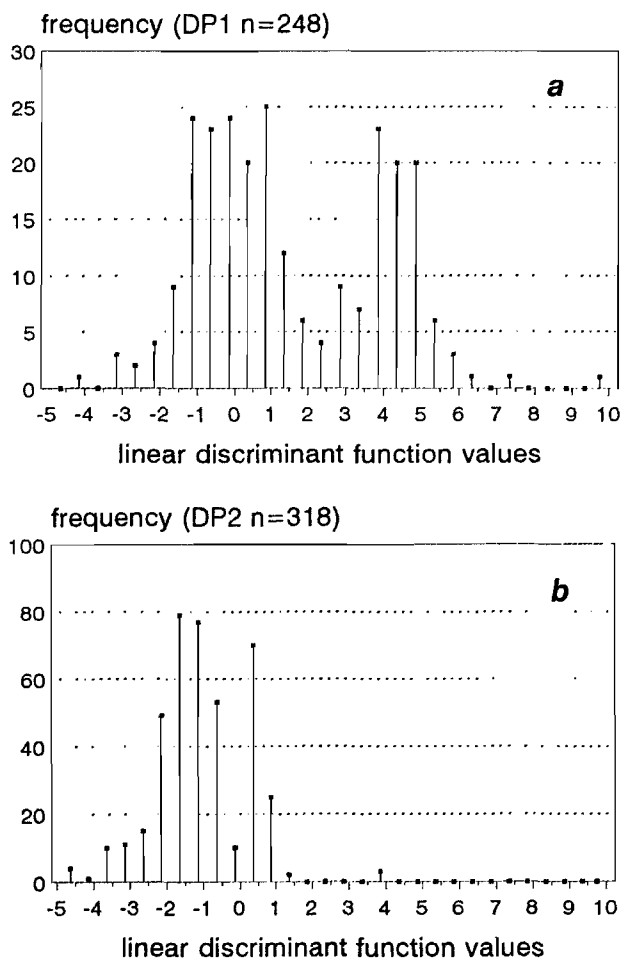 frequency (DP1 n=248)
30
a
25
20
15
10
5
0
-5 -4 -3 -2 -1 0 1 2 3 4 5 6 7 8 9 10
linear discriminant function values
frequency (DP2 n=318)
100
b
80
60
40
20
0
-5 -4 -3 -2 -1 0 1 2 3 4 5 6 7 8 9 10
linear discriminant function values